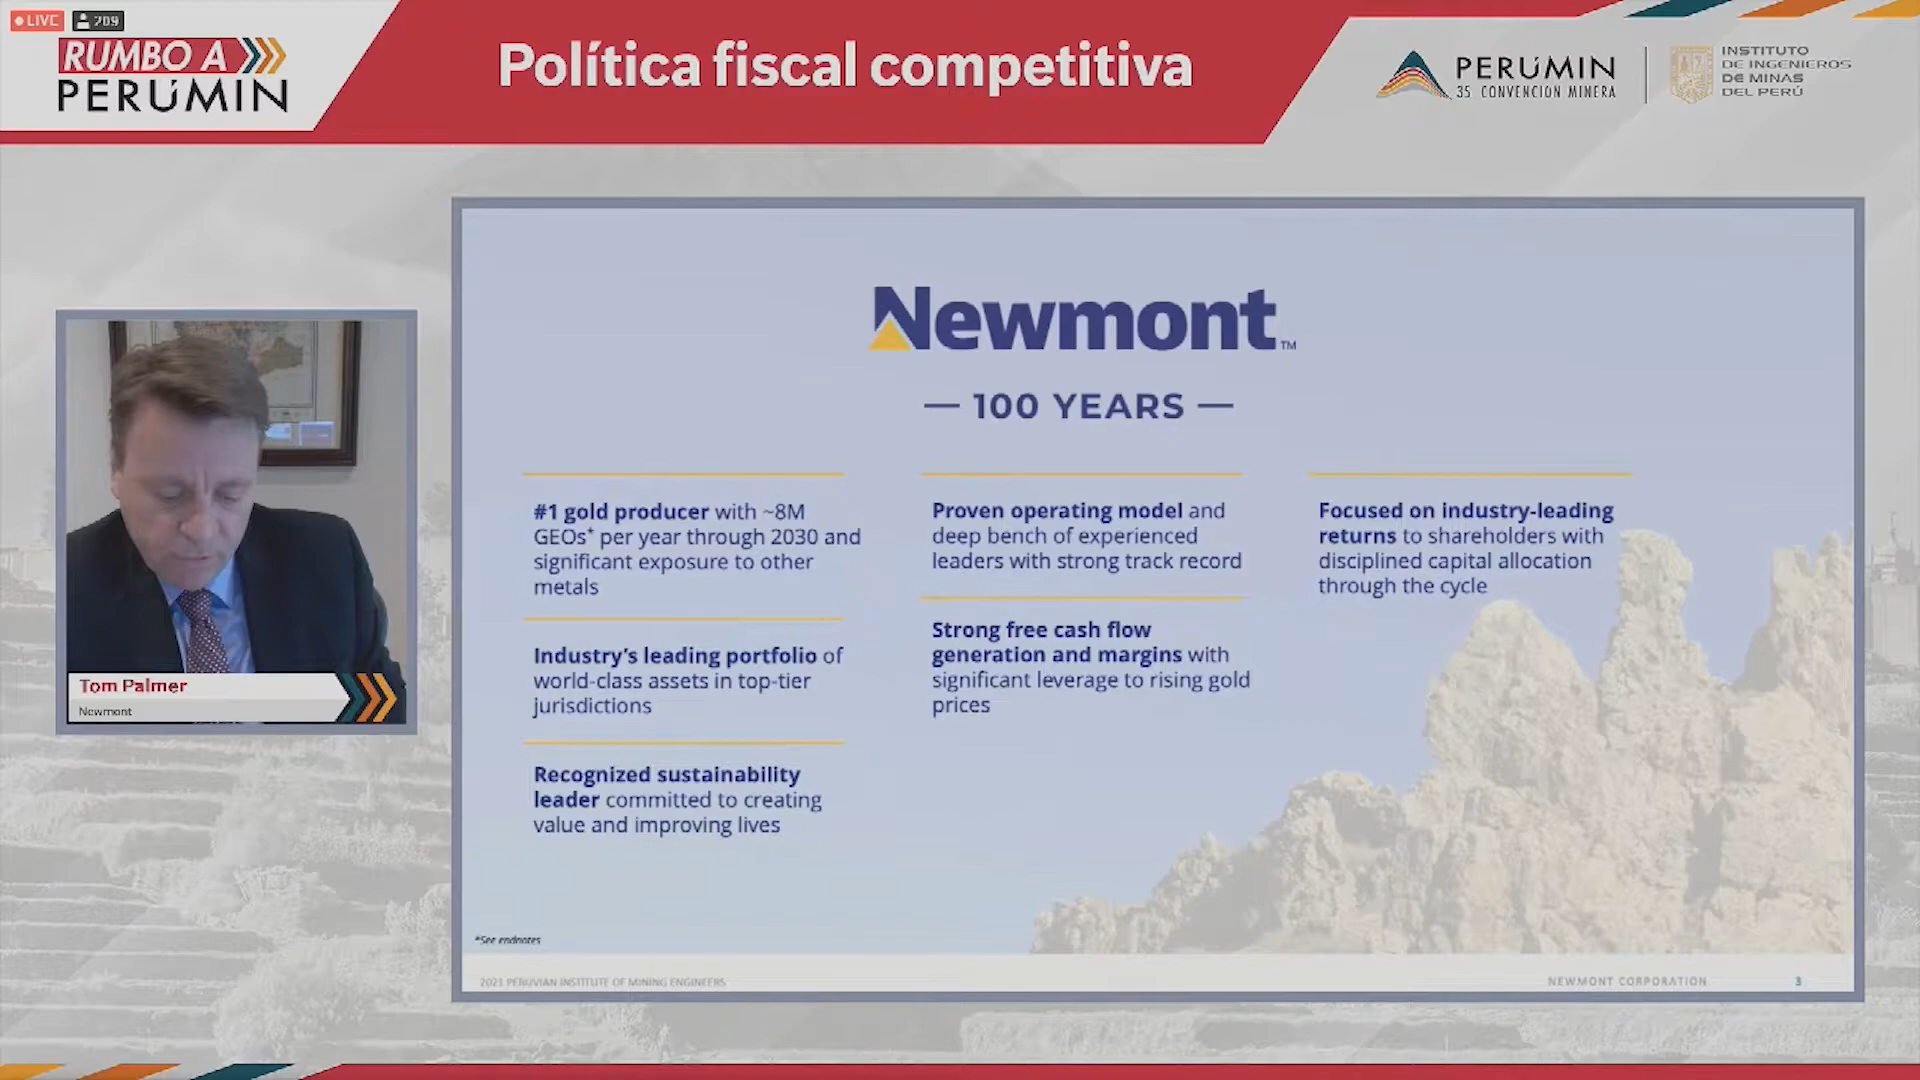 LIVE 209
RUMBO A
PERÚMIN
Política fiscal competitiva
PERÚMIN
35 CONVENCIÓN MINERA
INSTITUTO
DE INGENIEROS
DE MINAS
DEL PERÚ
Newmont™
— 100 YEARS —
#1 gold producer with ~8M
GEOs* per year through 2030 and
significant exposure to other
metals
Industry's leading portfolio of
world-class assets in top-tier
jurisdictions
Recognized sustainability
leader committed to creating
value and improving lives
Proven operating model and
deep bench of experienced
leaders with strong track record
Strong free cash flow
generation and margins with
significant leverage to rising gold
prices
Focused on industry-leading
returns to shareholders with
disciplined capital allocation
through the cycle
Tom Palmer
Newmont
*See endnotes
2021 PERUVIAN INSTITUTE OF MINING ENGINEERS
NEWMONT CORPORATION 3